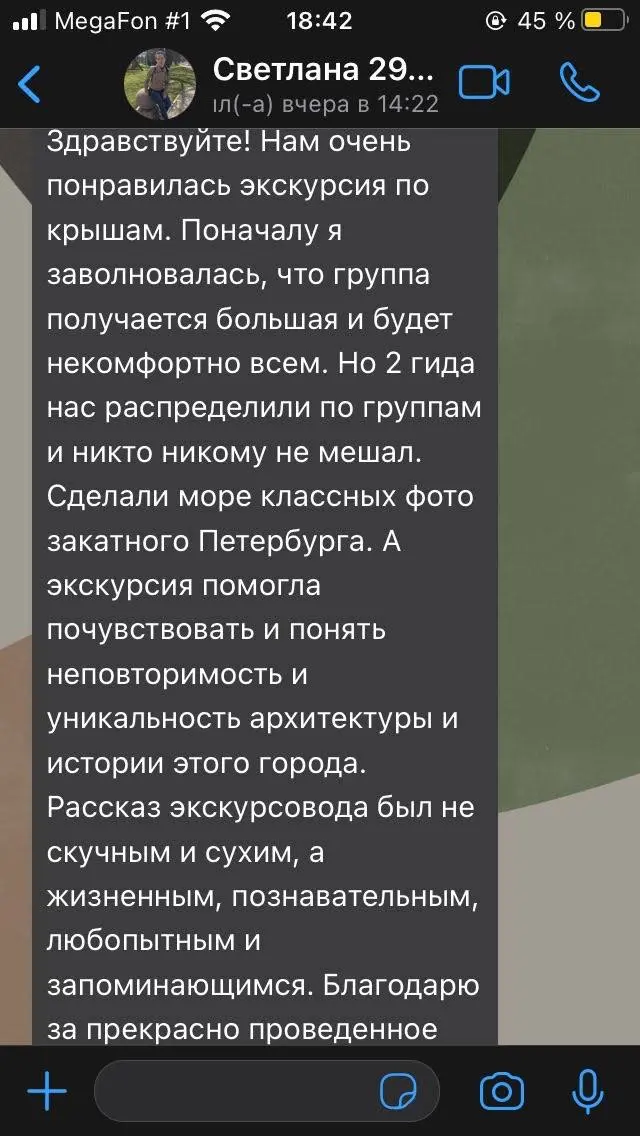 MegaFon #1 18:42 45 %
Светлана 29...
ıл(-а) вчера в 14:22
Здравствуйте! Нам очень
понравилась экскурсия по
крышам. Поначалу я
заволновалась, что группа
получается большая и будет
некомфортно всем. Но 2 гида
нас распределили по группам
и никто никому не мешал.
Сделали море классных фото
закатного Петербурга. А
экскурсия помогла
почувствовать и понять
неповторимость и
уникальность архитектуры и
истории этого города.
Рассказ экскурсовода был не
скучным и сухим, а
жизненным, познавательным,
любопытным и
запоминающимся. Благодарю
за прекрасно проведенное